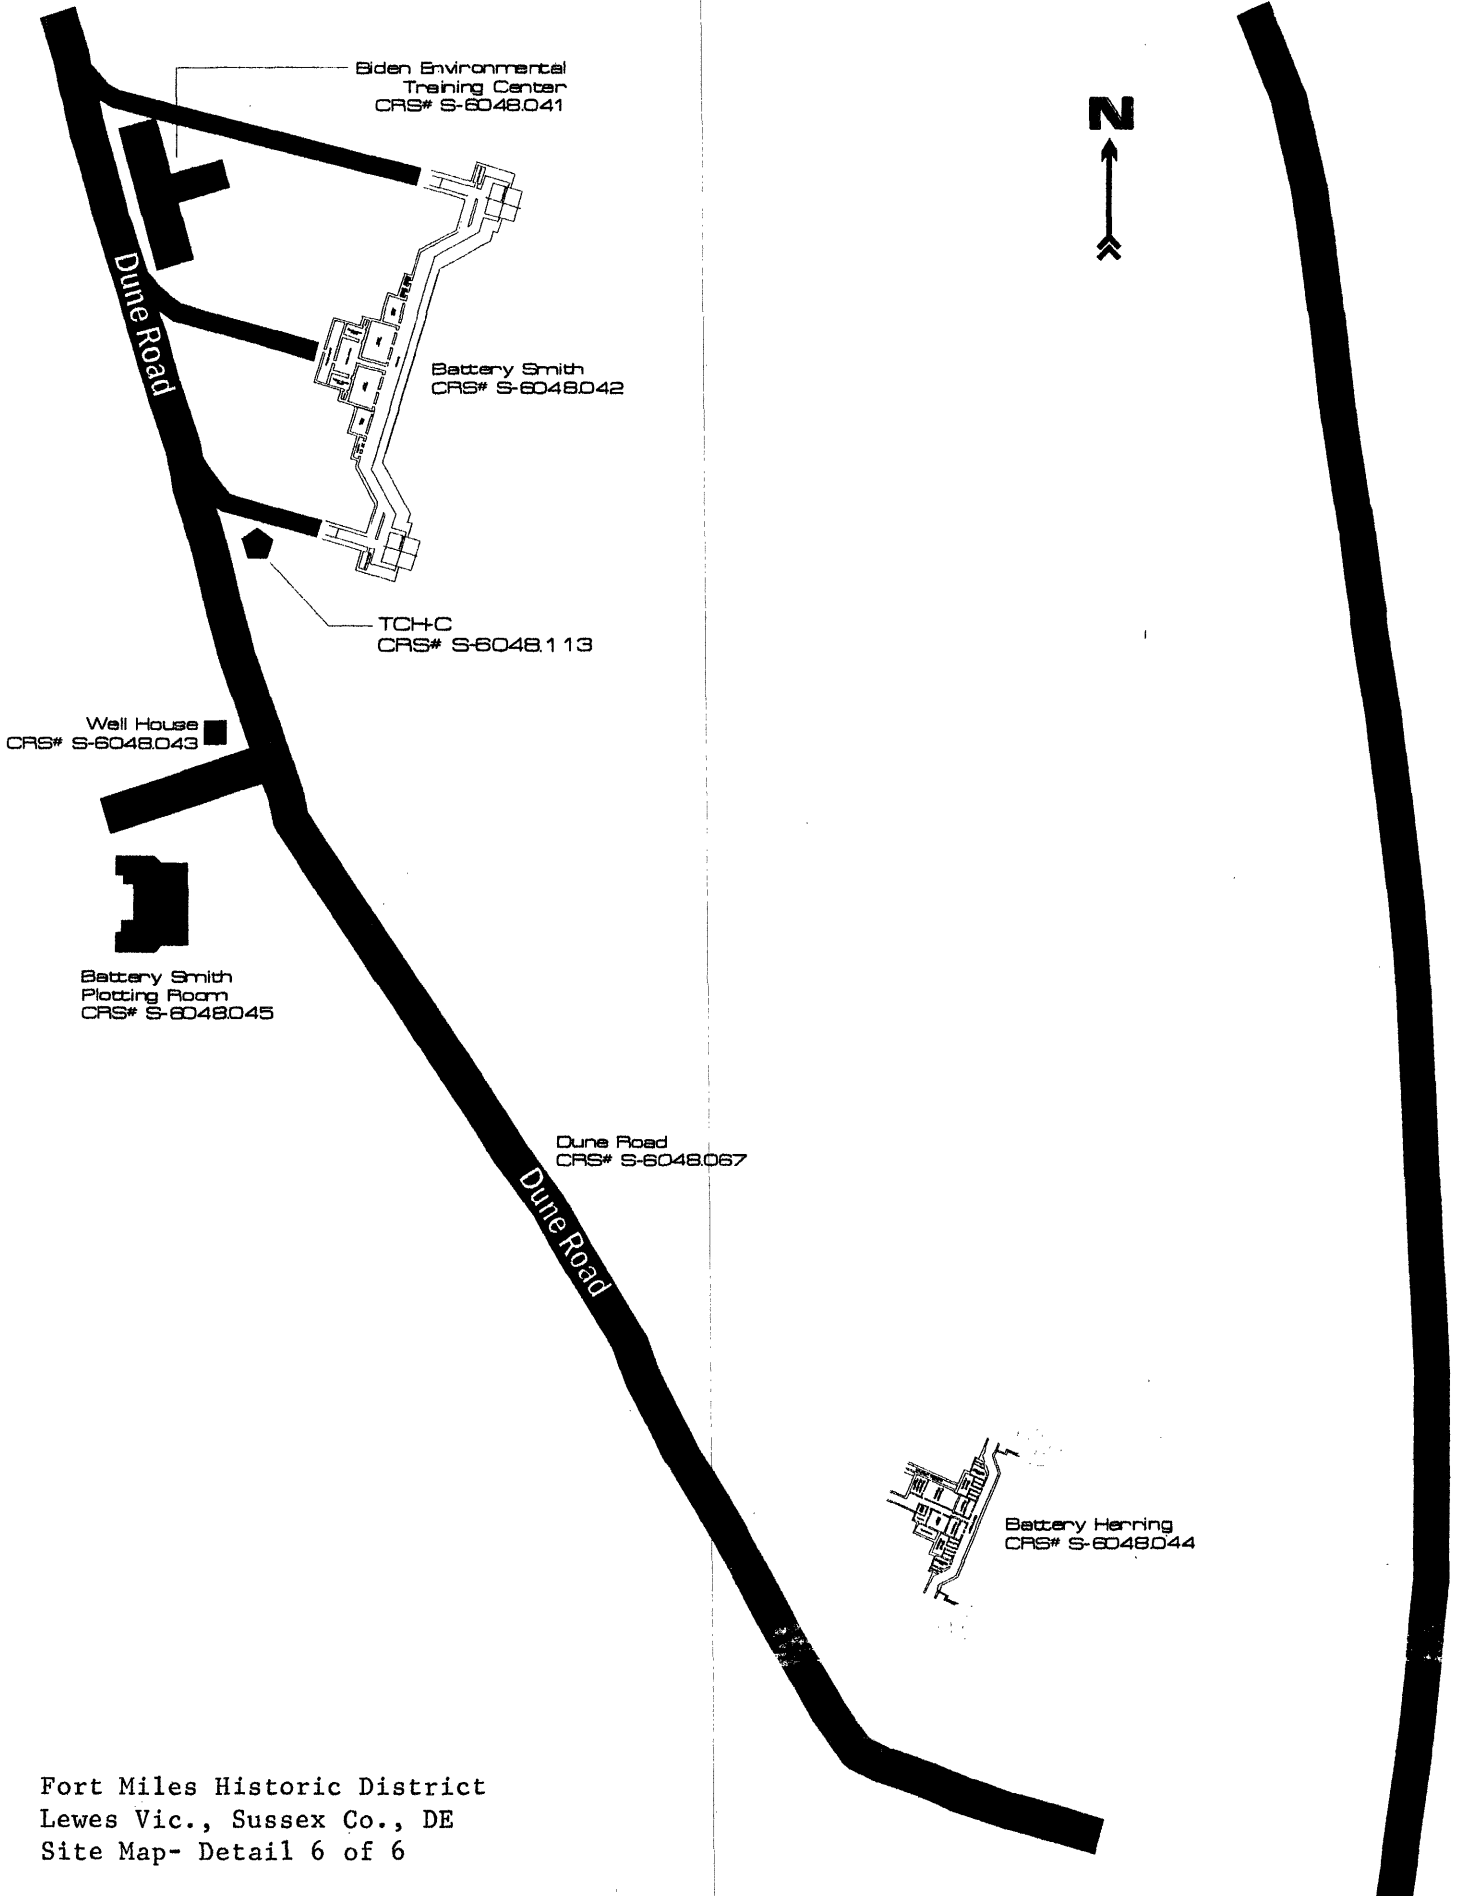 Biden Environmental
Training Center
CRS# S-6048.041
N
Dune Road
Battery Smith
CRS# S-6048.042
TCH+C
CRS# S-6048.113
Well House
CRS# S-6048.043
Battery Smith
Plotting Room
CRS# S-6048.045
Dune Road
CRS# S-6048.067
Dune Road
Battery Herring
CRS# S-6048.044
Fort Miles Historic District
Lewes Vic., Sussex Co., DE
Site Map- Detail 6 of 6